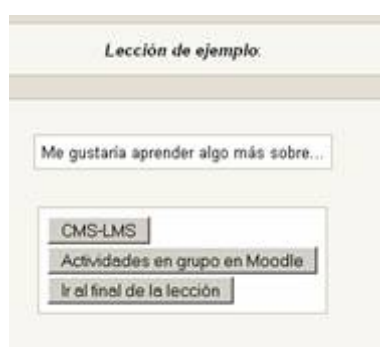 Lección de ejemplo:
Me gustaría aprender algo más sobre...
CMS-LMS
Actividades en grupo en Moodle
Ir al final de la lección